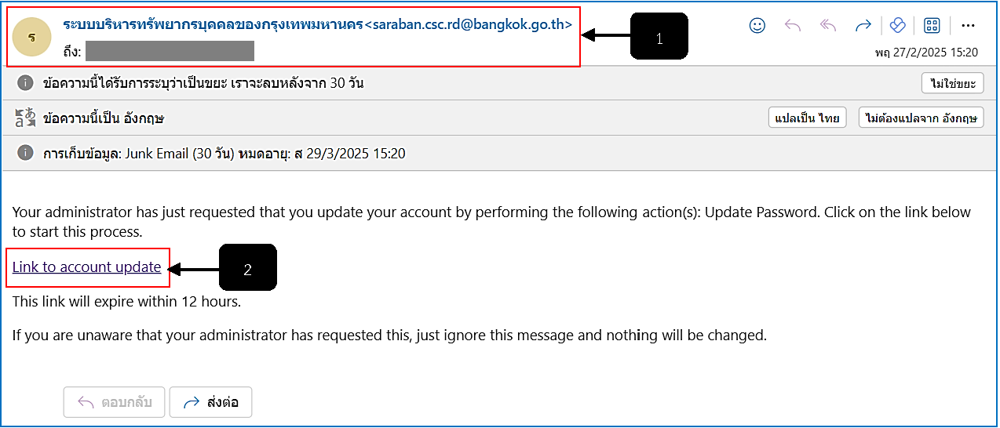 ร
ระบบบริหารทรัพยากรบุคคลของกรุงเทพมหานคร<saraban.csc.rd@bangkok.go.th>
1
ถึง:
พฤ 27/2/2025 15:20
ข้อความนี้ได้รับการระบุว่าเป็นขยะ เราจะลบหลังจาก 30 วัน
ไม่ใช่ขยะ
ข้อความนี้เป็น อังกฤษ
แปลเป็น ไทย
ไม่ต้องแปลจาก อังกฤษ
การเก็บข้อมูล: Junk Email (30 วัน) หมดอายุ: ส 29/3/2025 15:20
Your administrator has just requested that you update your account by performing the following action(s): Update Password. Click on the link below
to start this process.
Link to account update
2
This link will expire within 12 hours.
If you are unaware that your administrator has requested this, just ignore this message and nothing will be changed.
ตอบกลับ
ส่งต่อ